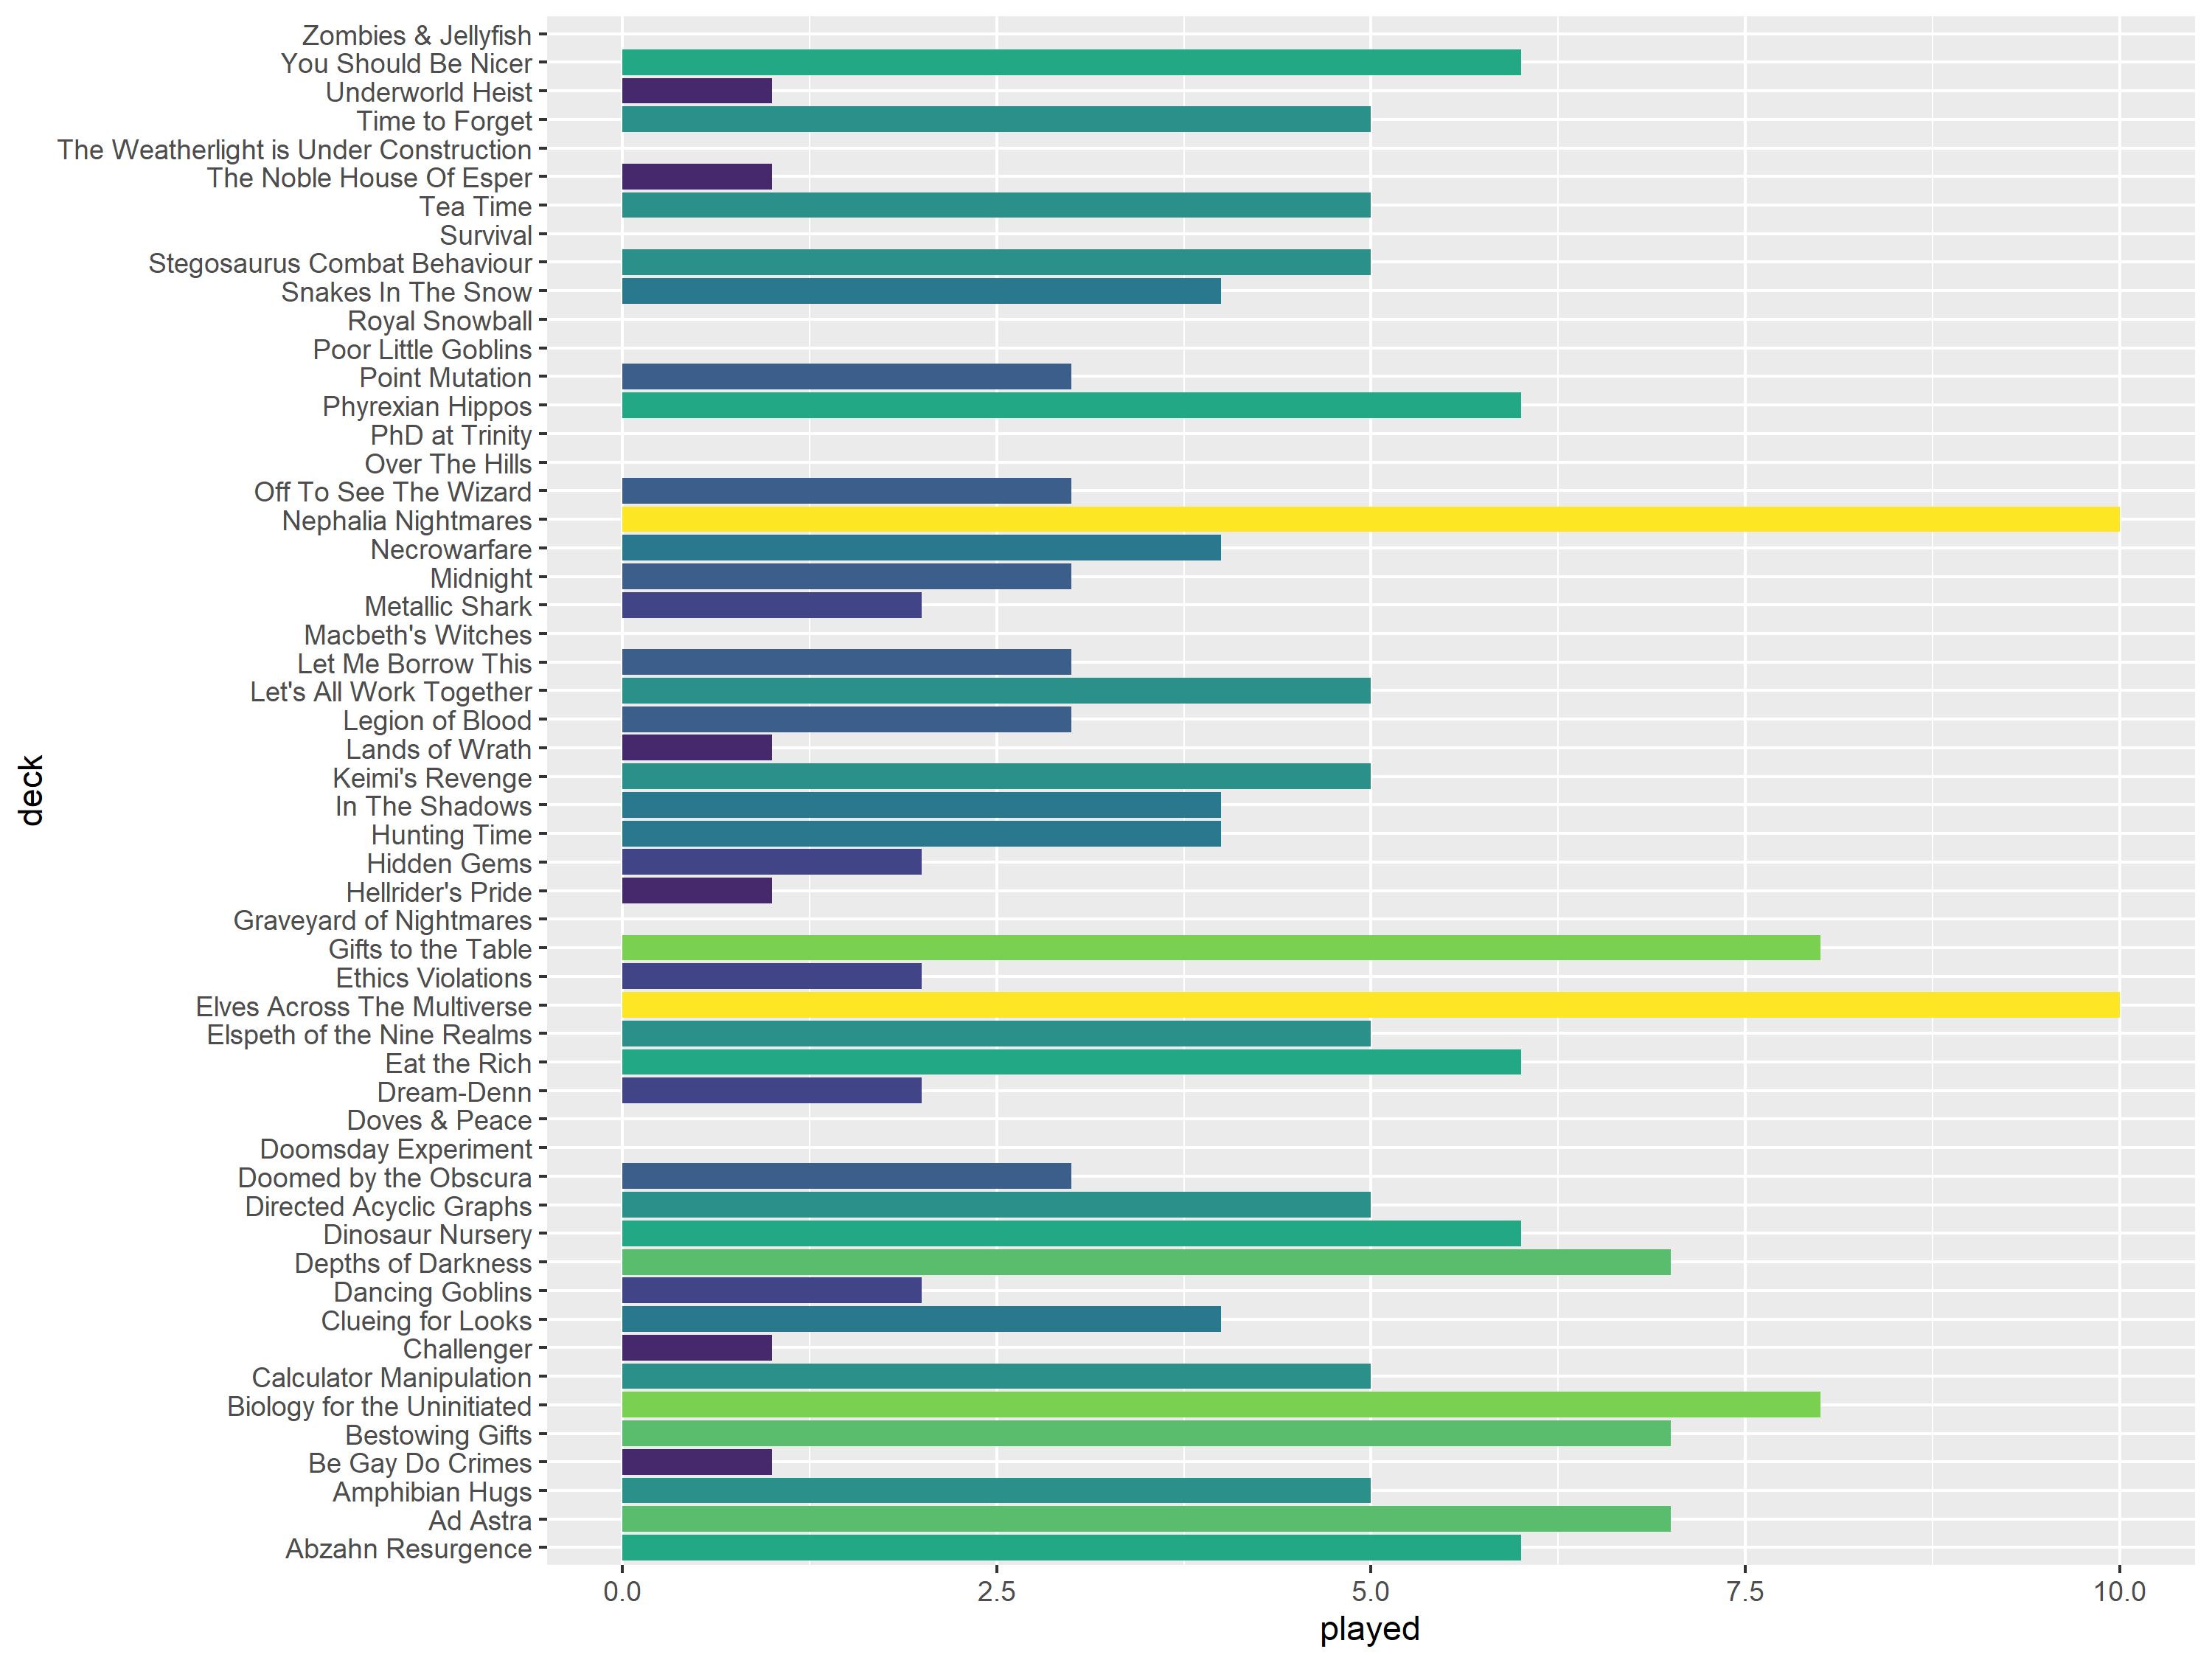 Zombies & Jellyfish
You Should Be Nicer
Underworld Heist
Time to Forget
The Weatherlight is Under Construction
The Noble House Of Esper
Tea Time
Survival
Stegosaurus Combat Behaviour
Snakes In The Snow
Royal Snowball
Poor Little Goblins
Point Mutation
Phyrexian Hippos
PhD at Trinity
Over The Hills
Off To See The Wizard
Nephalia Nightmares
Necrowarfare
Midnight
Metallic Shark
Macbeth's Witches
Let Me Borrow This
Let's All Work Together
Legion of Blood
Lands of Wrath
Keimi's Revenge
In The Shadows
Hunting Time
Hidden Gems
Hellrider's Pride
Graveyard of Nightmares
Gifts to the Table
Ethics Violations
Elves Across The Multiverse
Elspeth of the Nine Realms
Eat the Rich
Dream-Denn
Doves & Peace
Doomsday Experiment
Doomed by the Obscura
Directed Acyclic Graphs
Dinosaur Nursery
Depths of Darkness
Dancing Goblins
Clueing for Looks
Challenger
Calculator Manipulation
Biology for the Uninitiated
Bestowing Gifts
Be Gay Do Crimes
Amphibian Hugs
Ad Astra
Abzahn Resurgence
deck
0.0 2.5 5.0 7.5 10.0
played